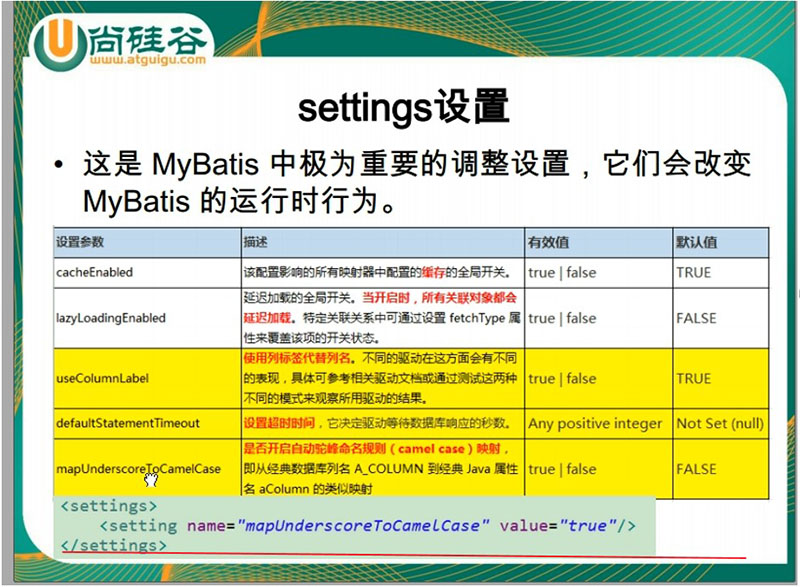 尚硅谷
www.atguigu.com
settings设置
• 这是 MyBatis 中极为重要的调整设置，它们会改变
MyBatis 的运行时行为。
设置参数 描述 有效值 默认值
cacheEnabled 该配置影响的所有映射器中配置的缓存的全局开关。 true | false TRUE
延迟加载的全局开关。当开启时，所有关联对象都会
lazyLoadingEnabled 延迟加载。特定关联关系中可通过设置 fetchType 属 true | false FALSE
性来覆盖该项的开关状态。
使用列标签代替列名。不同的驱动在这方面会有不同
useColumnLabel 的表现，具体可参考相关驱动文档或通过测试这两种 true | false TRUE
不同的模式来观察所用驱动的结果。
defaultStatementTimeout 设置超时时间，它决定驱动等待数据库响应的秒数。 Any positive integer Not Set (null)
是否开启自动驼峰命名规则（camel case）映射，
mapUnderscoreToCamelCase 即从经典数据库列名 A_COLUMN 到经典 Java 属性 true | false FALSE
名 aColumn 的类似映射
<settings>
<setting name="mapUnderscoreToCamelCase" value="true"/>
</settings>